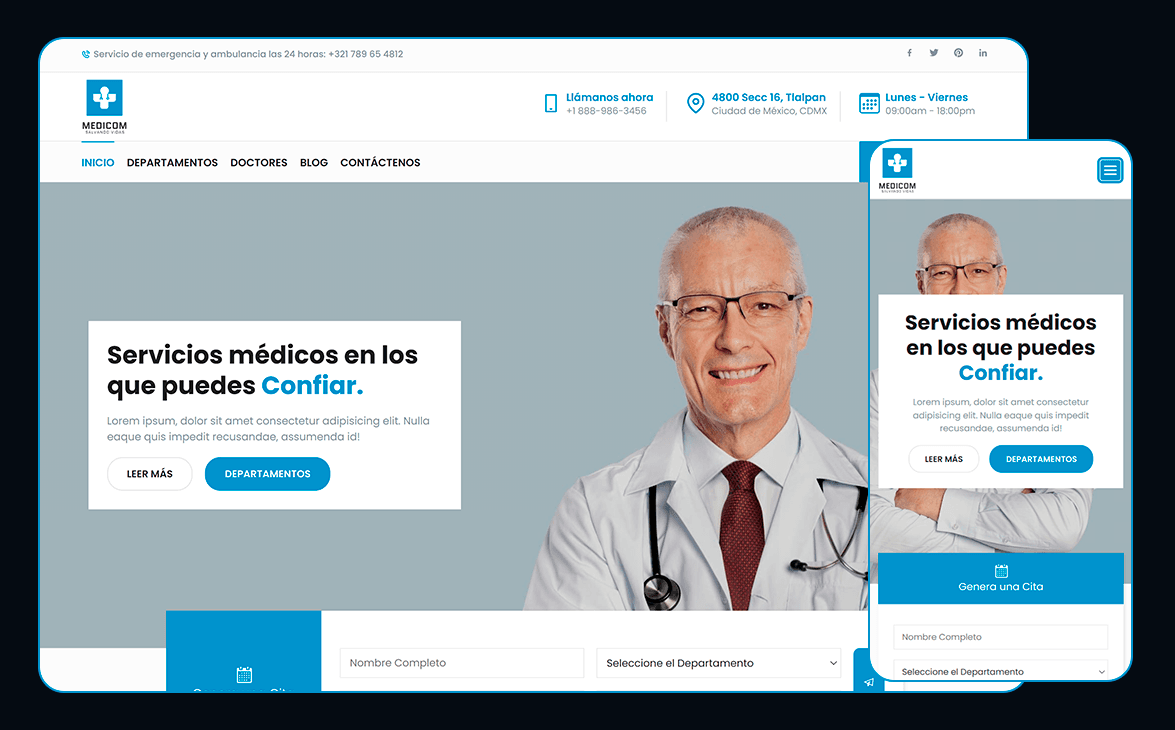 Servicio de emergencia y ambulancia las 24 horas: +321 789 65 4812
MEDICOM
SALVANDO VIDAS
Llámanos ahora
+1 888-986-3456
4800 Secc 16, Tlalpan
Ciudad de México, CDMX
Lunes - Viernes
09:00am - 18:00pm
INICIO DEPARTAMENTOS DOCTORES BLOG CONTÁCTENOS
Servicios médicos en los
que puedes Confiar.
Lorem ipsum, dolor sit amet consectetur adipisicing elit. Nulla
eaque quis impedit recusandae, assumenda id!
LEER MÁS DEPARTAMENTOS
Nombre Completo
Seleccione el Departamento
MEDICOM
SALVANDO VIDAS
Servicios médicos
en los que puedes
Confiar.
Lorem ipsum, dolor sit amet consectetur
adipisicing elit. Nulla eaque quis impedit
recusandae, assumenda id!
LEER MÁS DEPARTAMENTOS
Genera una Cita
Nombre Completo
Seleccione el Departamento